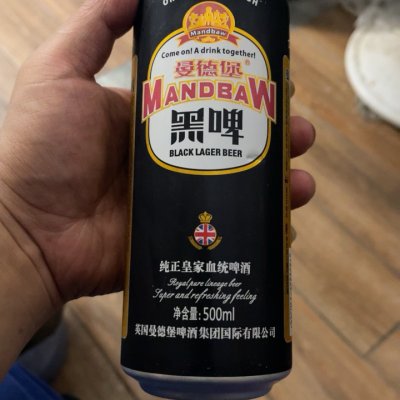 Mandbaw
Come on! A drink together!
曼德堡®
MANDBAW
黑啤
BLACK LAGER BEER
纯正皇家血统啤酒
Royal pure lineage beer
Super and refreshing feeling
净含量:500ml
英国曼德堡啤酒集团国际有限公司